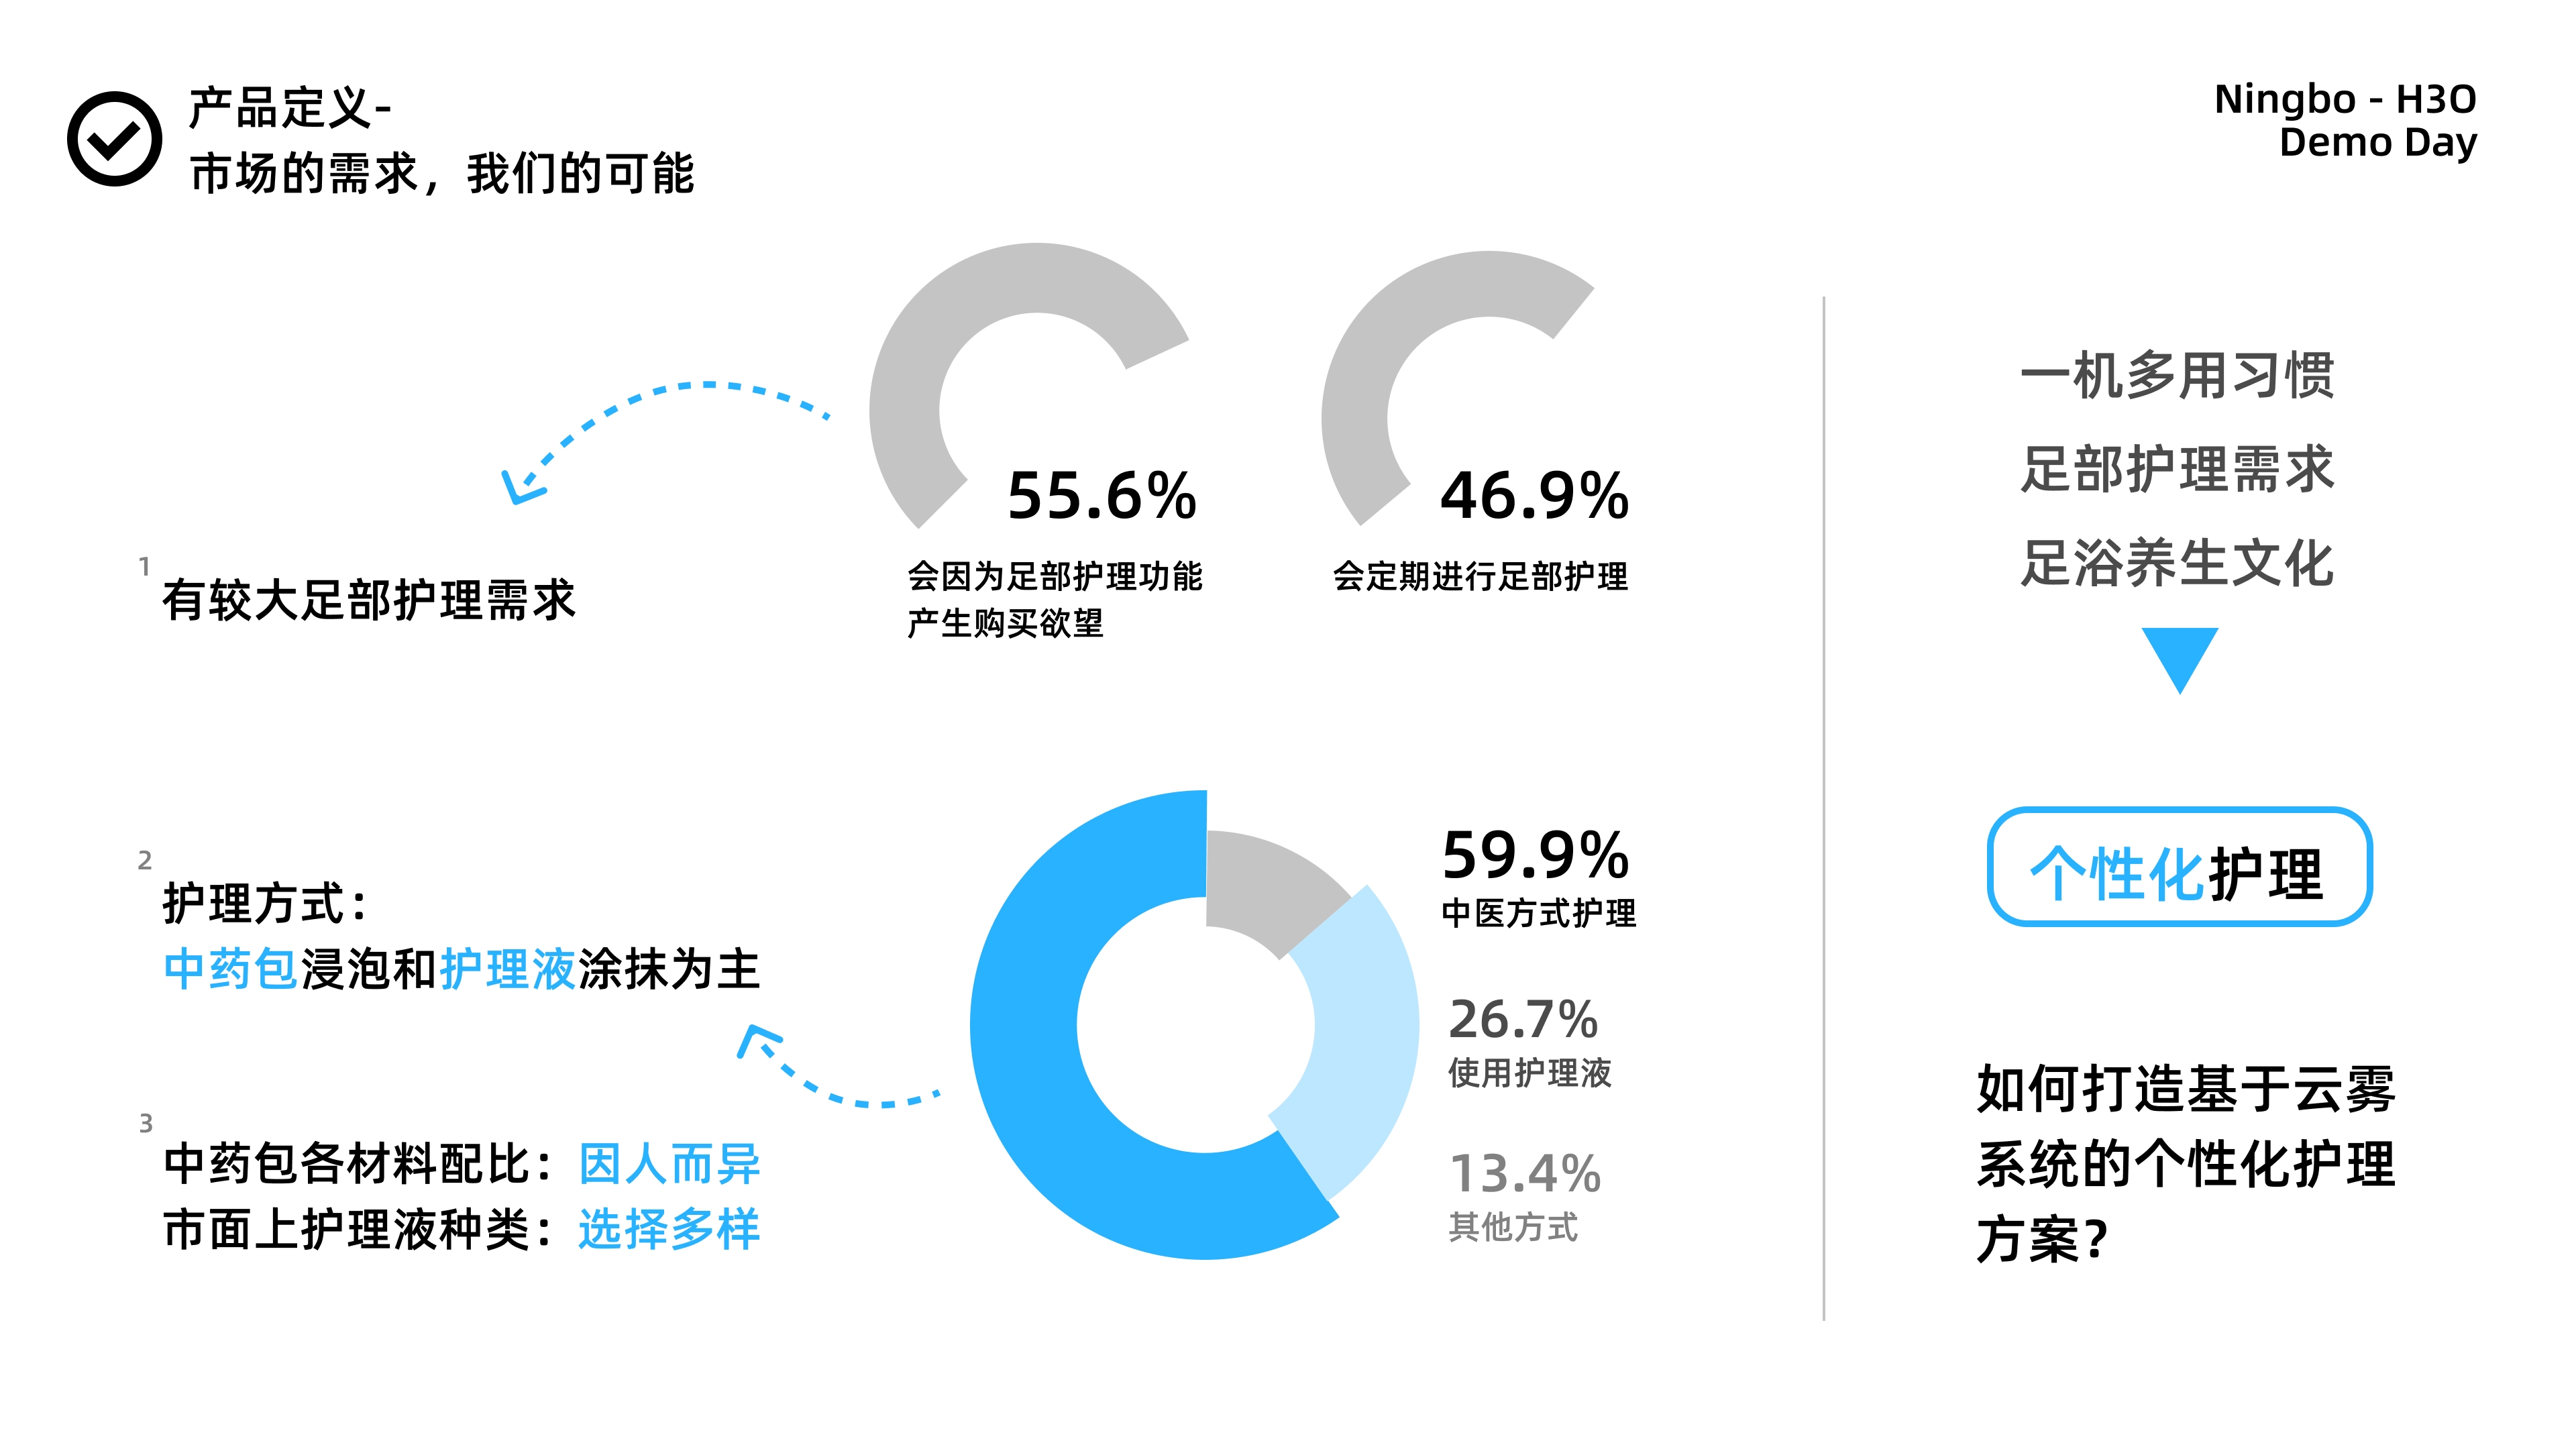 产品定义-
市场的需求，我们的可能
Ningbo - H3O
Demo Day
55.6%
会因为足部护理功能
产生购买欲望
46.9%
会定期进行足部护理
1
有较大足部护理需求
2
护理方式：
中药包浸泡和护理液涂抹为主
3
中药包各材料配比：因人而异
市面上护理液种类：选择多样
59.9%
中医方式护理
26.7%
使用护理液
13.4%
其他方式
一机多用习惯
足部护理需求
足浴养生文化
个性化护理
如何打造基于云雾
系统的个性化护理
方案？